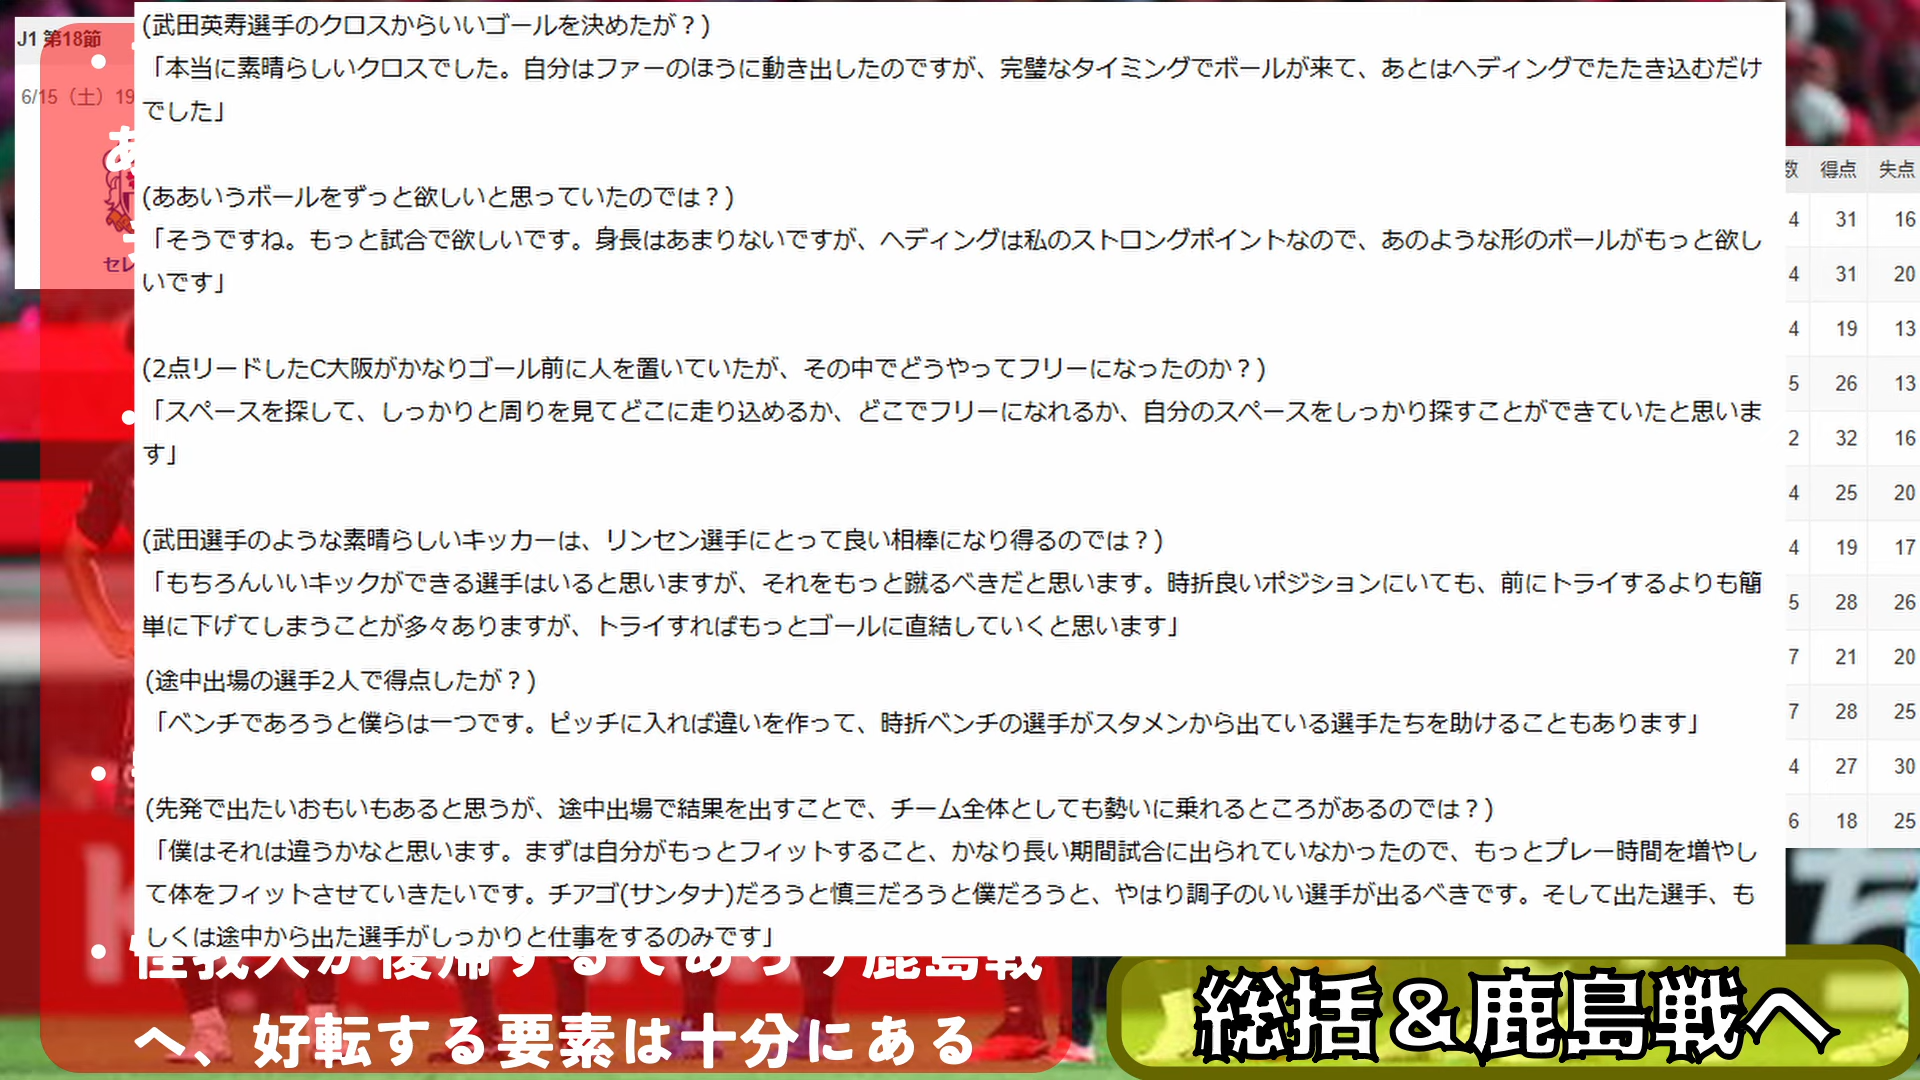 J1 第18節
6/15（土）19
セレ
(武田英寿選手のクロスからいいゴールを決めたが？)
「本当に素晴らしいクロスでした。自分はファーのほうに動き出したのですが、完璧なタイミングでボールが来て、あとはヘディングでたたき込むだけ
でした」
(ああいうボールをずっと欲しいと思っていたのでは？)
「そうですね。もっと試合で欲しいです。身長はあまりないですが、ヘディングは私のストロングポイントなので、あのような形のボールがもっと欲し
いです」
(2点リードしたC大阪がかなりゴール前に人を置いていたが、その中でどうやってフリーになったのか？)
「スペースを探して、しっかりと周りを見てどこに走り込めるか、どこでフリーになれるか、自分のスペースをしっかり探すことができていたと思いま
す」
(武田選手のような素晴らしいキッカーは、リンセン選手にとって良い相棒になり得るのでは？)
「もちろんいいキックができる選手はいると思いますが、それをもっと蹴るべきだと思います。時折良いポジションにいても、前にトライするよりも簡
単に下げてしまうことが多々ありますが、トライすればもっとゴールに直結していくと思います」
(途中出場の選手2人で得点したが？)
「ベンチであろうと僕らは一つです。ピッチに入れば違いを作って、時折ベンチの選手がスタメンから出ている選手たちを助けることもあります」
(先発で出たいおもいもあると思うが、途中出場で結果を出すことで、チーム全体としても勢いに乗れるところがあるのでは？)
「僕はそれは違うかなと思います。まずは自分がもっとフィットすること、かなり長い期間試合に出られていなかったので、もっとプレー時間を増やし
て体をフィットさせていきたいです。チアゴ(サンタナ)だろうと慎三だろうと僕だろうと、やはり調子のいい選手が出るべきです。そして出た選手、も
しくは途中から出た選手がしっかりと仕事をするのみです」
数 得点 失点
4 31 16
4 31 20
4 19 13
5 26 13
2 32 16
4 25 20
4 19 17
5 28 26
7 21 20
7 28 25
4 27 30
6 18 25
怪我人が復帰するであろう鹿島戦
へ、好転する要素は十分にある
総括＆鹿島戦へ